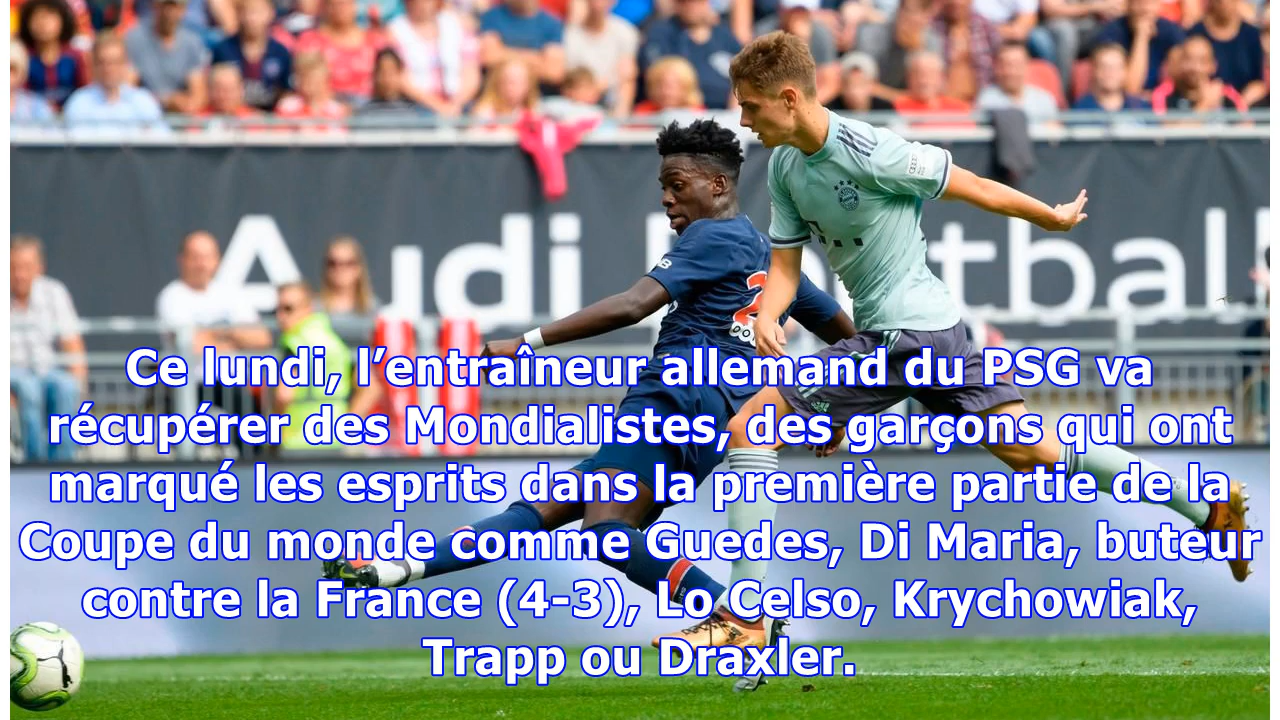 Audi Football
Ce lundi, l’entraîneur allemand du PSG va
récupérer des Mondialistes, des garçons qui ont
marqué les esprits dans la première partie de la
Coupe du monde comme Guedes, Di Maria, buteur
contre la France (4-3), Lo Celso, Krychowiak,
Trapp ou Draxler.